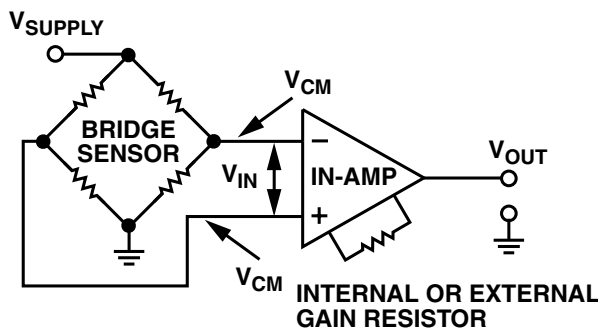 VSUPPLY
VCM
BRIDGE
SENSOR
−
VIN
IN-AMP
VOUT
+
VCM
INTERNAL OR EXTERNAL
GAIN RESISTOR